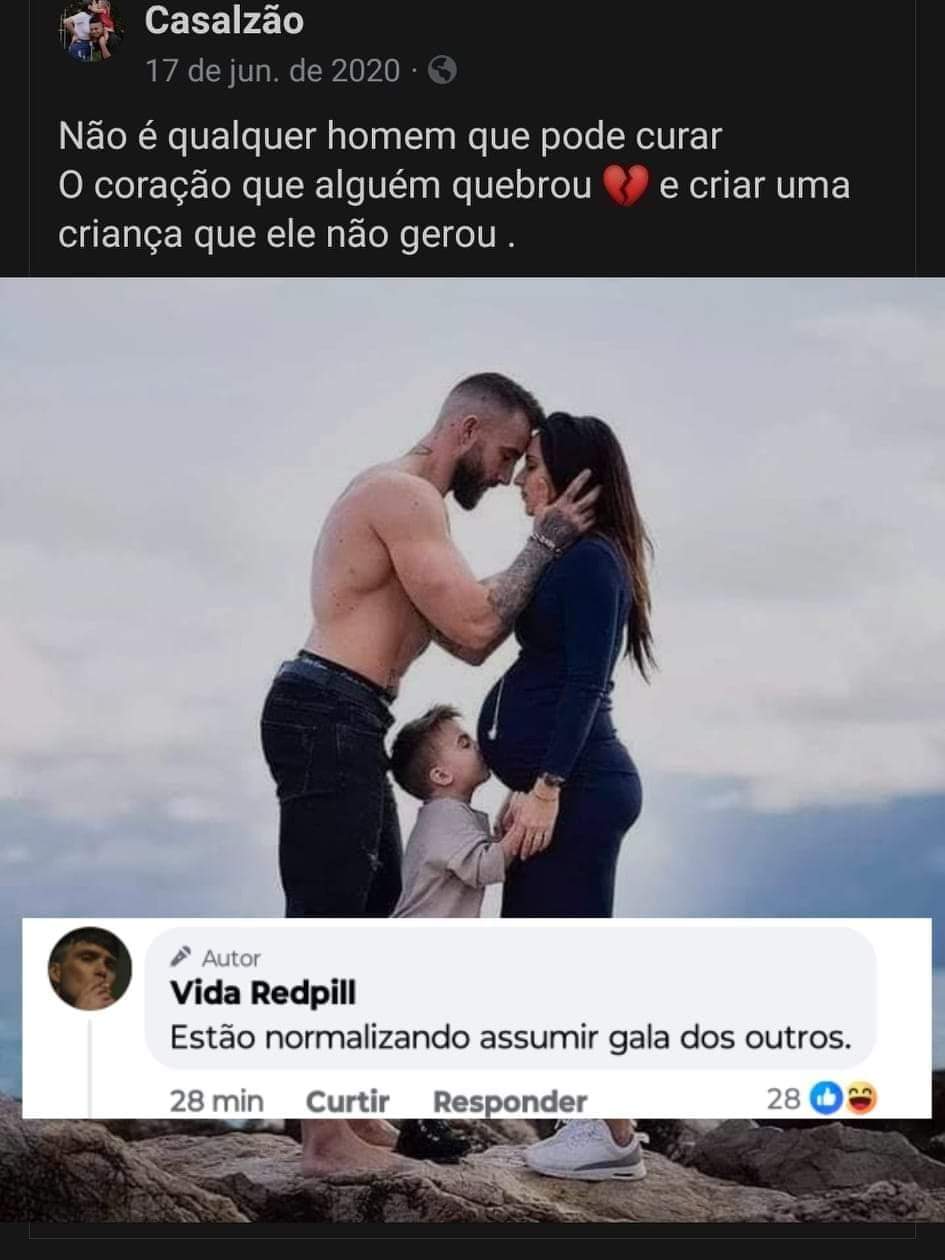 Casalzão
17 de jun. de 2020 ·
Não é qualquer homem que pode curar
O coração que alguém quebrou 💔 e criar uma
criança que ele não gerou .
Autor
Vida Redpill
Estão normalizando assumir gala dos outros.
28 min Curtir Responder 28